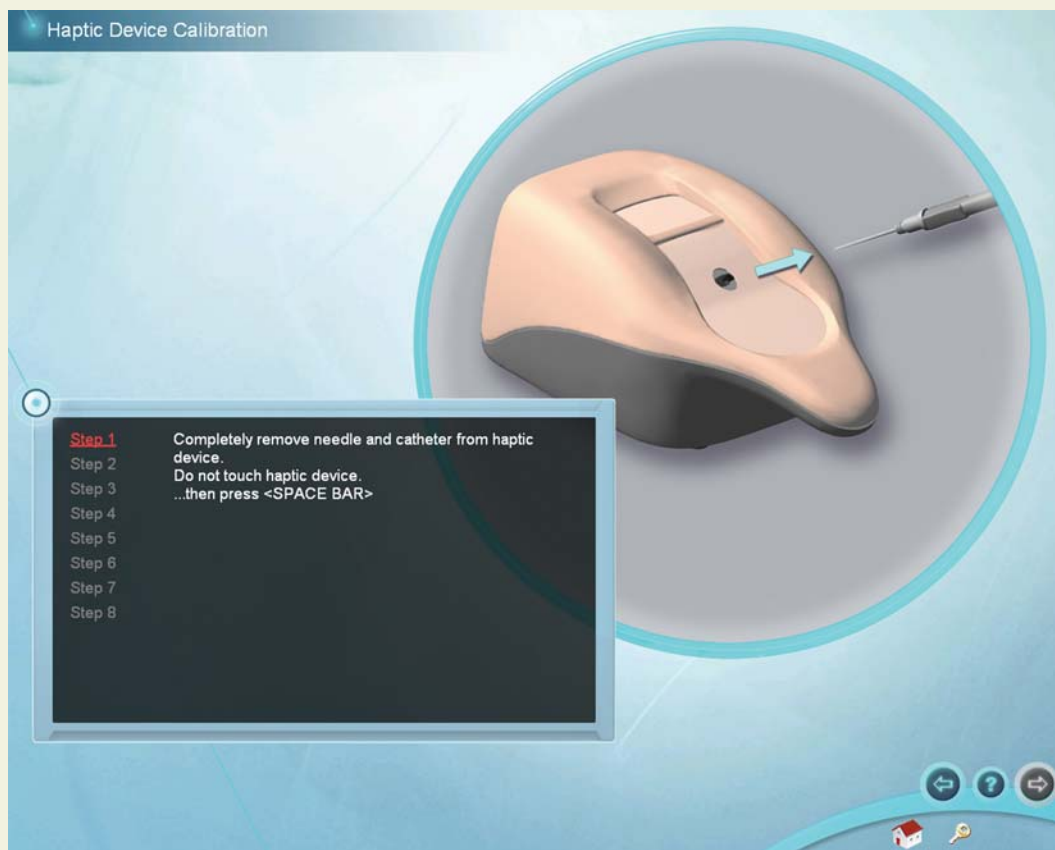 Haptic Device Calibration
Step 1
Step 2
Step 3
Step 4
Step 5
Step 6
Step 7
Step 8
Completely remove needle and catheter from haptic
device.
Do not touch haptic device.
...then press <SPACE BAR>
?